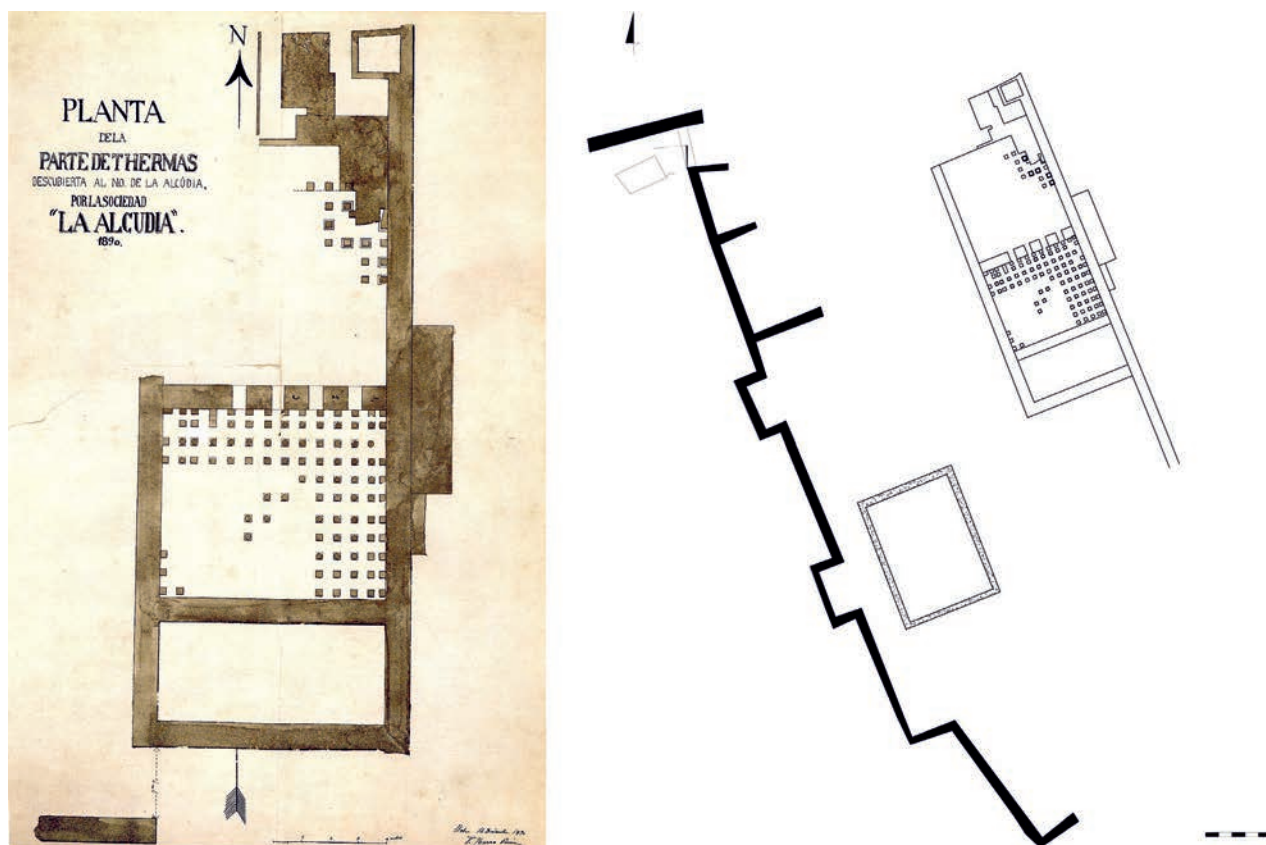 N
PLANTA
DE LA
PARTE DE THERMAS
DESCUBIERTA AL NO. DE LA ALCÚDIA,
POR LA SOCIEDAD
"LA ALCUDIA".
1890.